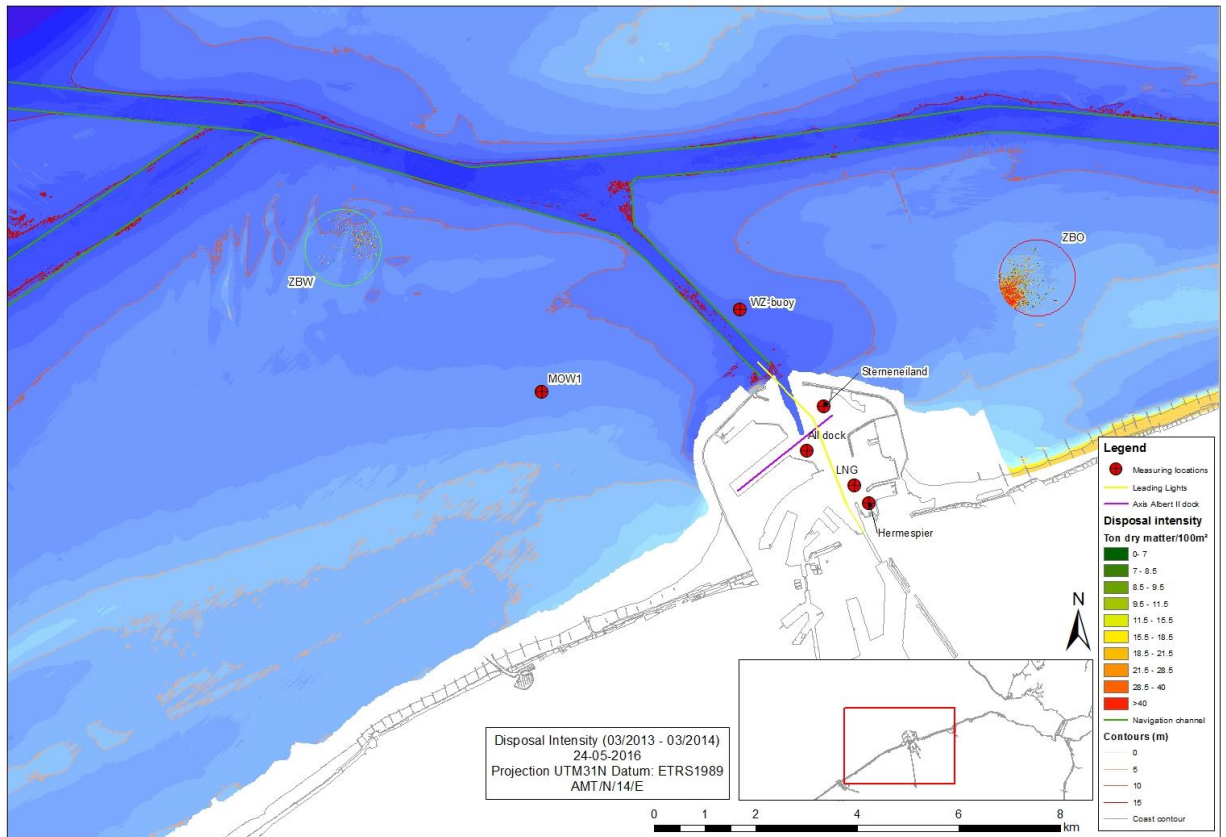 ZBW
ZBO
WZ-buoy
MOW1
Sterneneiland
AII dock
LNG
Hermespier
N
Legend
Measuring locations
Leading Lights
Axis Albert II dock
Disposal intensity
Ton dry matter/100m²
0- 7
7 - 8.5
8.5 - 9.5
9.5 - 11.5
11.5 - 15.5
15.5 - 18.5
18.5 - 21.5
21.5 - 28.5
28.5 - 40
>40
Navigation channel
Contours (m)
0
5
10
15
Coast contour
Disposal Intensity (03/2013 - 03/2014)
24-05-2016
Projection UTM31N Datum: ETRS1989
AMT/N/14/E
0 1 2 4 6 8
km